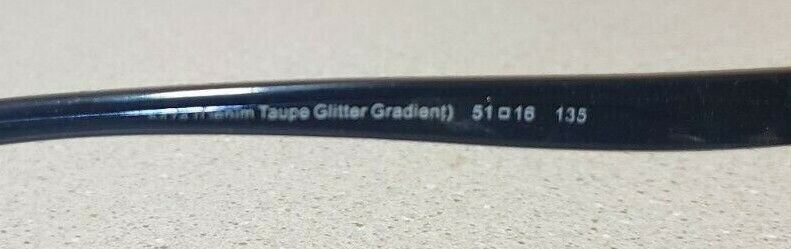 Taupe Glitter Gradient) 51□16 135